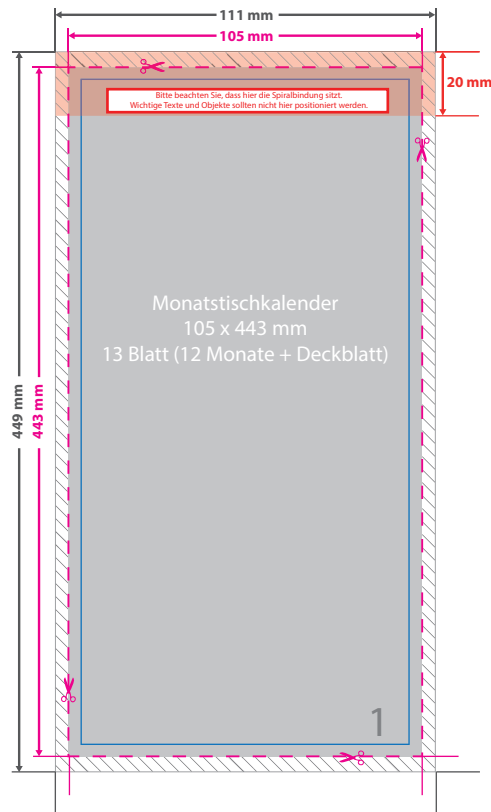 111 mm
105 mm
20 mm
Bitte beachten Sie, dass hier die Spiralbindung sitzt.
Wichtige Texte und Objekte sollten nicht hier positioniert werden.
Monatstischkalender
105 x 443 mm
13 Blatt (12 Monate + Deckblatt)
449 mm
443 mm
1